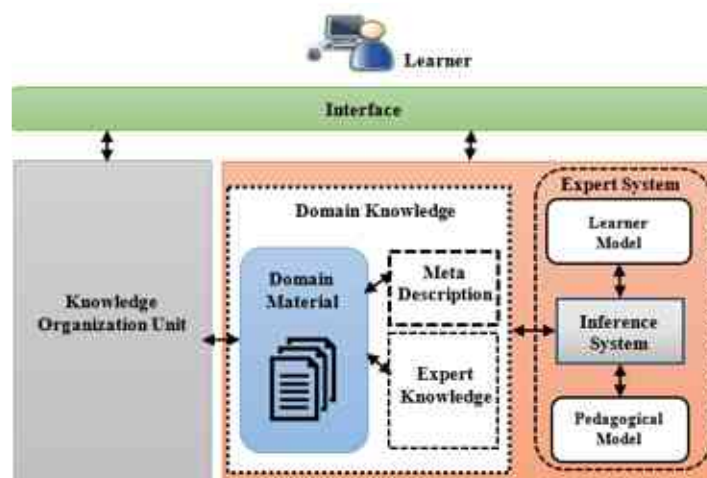 Learner
Interface
Knowledge
Organization Unit
Domain Knowledge
Domain
Material
Meta
Description
Expert
Knowledge
Expert System
Learner
Model
Inference
System
Pedagogical
Model